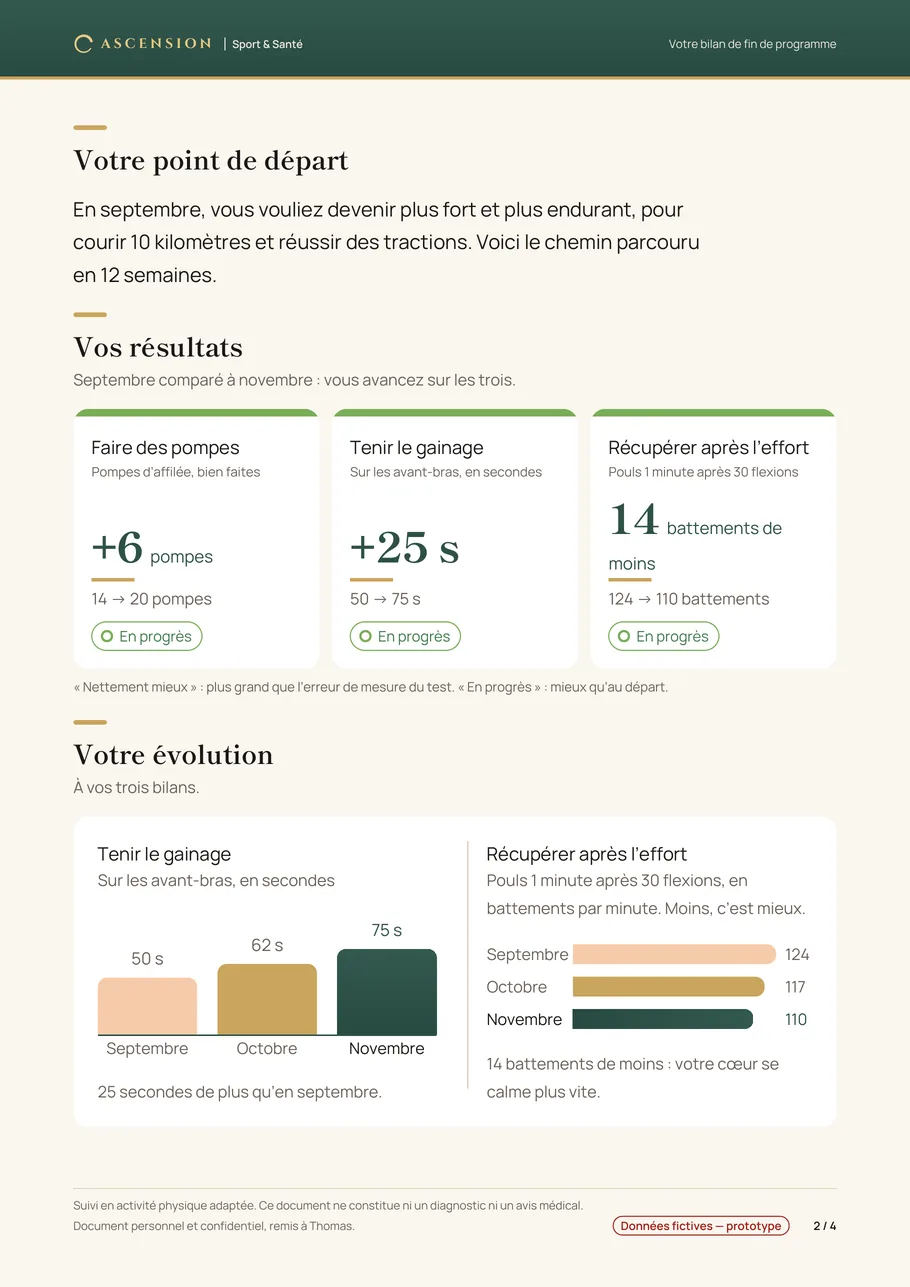 ASCENSION | Sport & Santé
Votre bilan de fin de programme
Votre point de départ
En septembre, vous vouliez devenir plus fort et plus endurant, pour
courir 10 kilomètres et réussir des tractions. Voici le chemin parcouru
en 12 semaines.
Vos résultats
Septembre comparé à novembre : vous avancez sur les trois.
Faire des pompes
Pompes d’affilée, bien faites
+6 pompes
14 → 20 pompes
En progrès
Tenir le gainage
Sur les avant-bras, en secondes
+25 s
50 → 75 s
En progrès
Récupérer après l’effort
Pouls 1 minute après 30 flexions
14 battements de
moins
124 → 110 battements
En progrès
« Nettement mieux » : plus grand que l’erreur de mesure du test. « En progrès » : mieux qu’au départ.
Votre évolution
À vos trois bilans.
Tenir le gainage
Sur les avant-bras, en secondes
50 s
62 s
75 s
Septembre
Octobre
Novembre
25 secondes de plus qu’en septembre.
Récupérer après l’effort
Pouls 1 minute après 30 flexions, en
battements par minute. Moins, c’est mieux.
Septembre 124
Octobre 117
Novembre 110
14 battements de moins : votre cœur se
calme plus vite.
Suivi en activité physique adaptée. Ce document ne constitue ni un diagnostic ni un avis médical.
Document personnel et confidentiel, remis à Thomas.
Données fictives — prototype
2 / 4